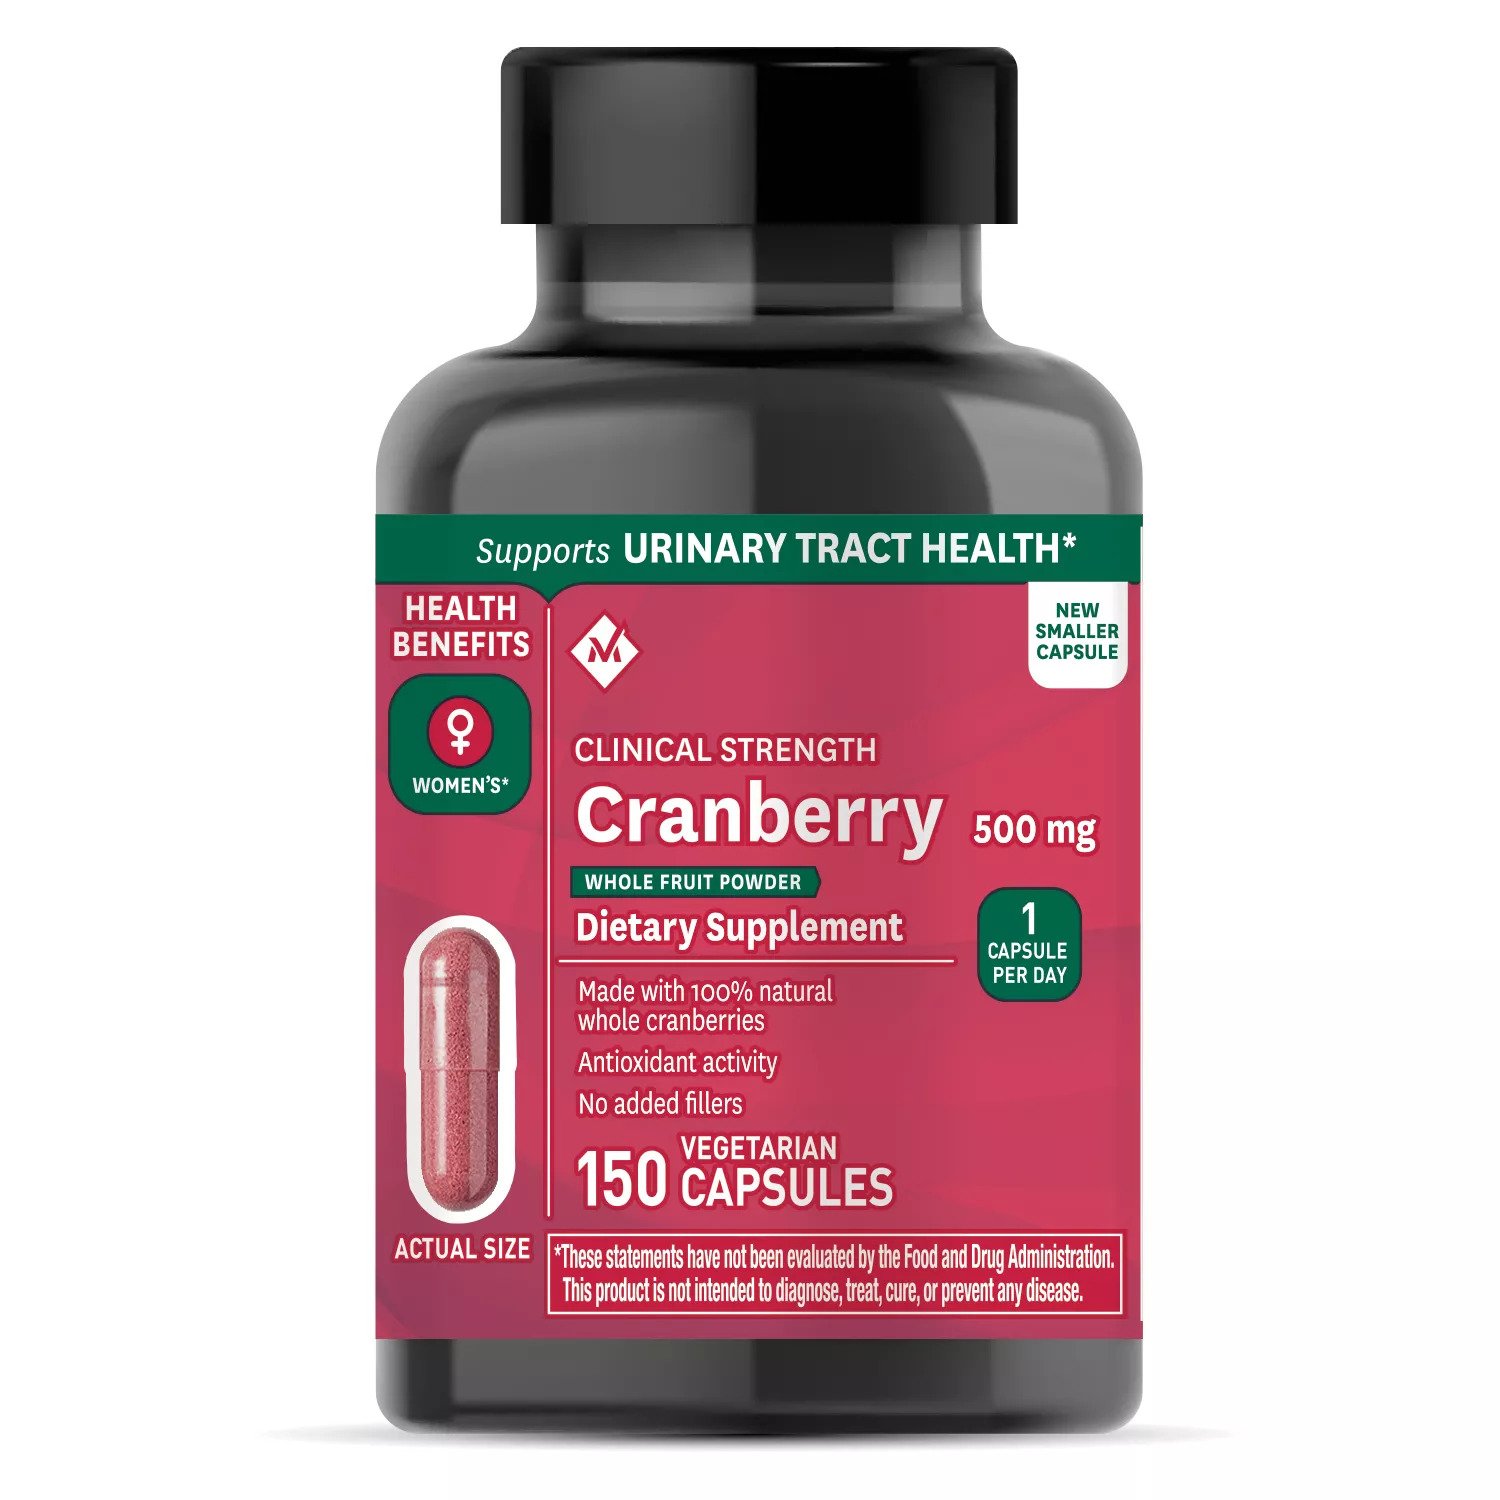 Supports URINARY TRACT HEALTH*
HEALTH
BENEFITS
WOMEN'S*
ACTUAL SIZE
M
NEW
SMALLER
CAPSULE
CLINICAL STRENGTH
Cranberry 500 mg
WHOLE FRUIT POWDER
Dietary Supplement
1
CAPSULE
PER DAY
Made with 100% natural
whole cranberries
Antioxidant activity
No added fillers
150 VEGETARIAN
CAPSULES
*These statements have not been evaluated by the Food and Drug Administration.
This product is not intended to diagnose, treat, cure, or prevent any disease.